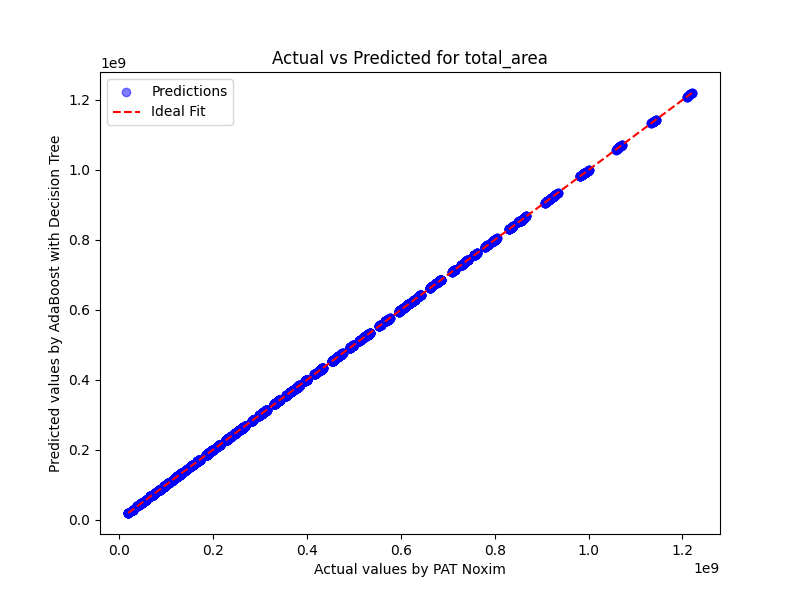 Actual vs Predicted for total_area
1e9
Predictions
Ideal Fit
1.2
1.0
0.8
0.6
0.4
0.2
0.0
Predicted values by AdaBoost with Decision Tree
0.0 0.2 0.4 0.6 0.8 1.0 1.2
1e9
Actual values by PAT Noxim